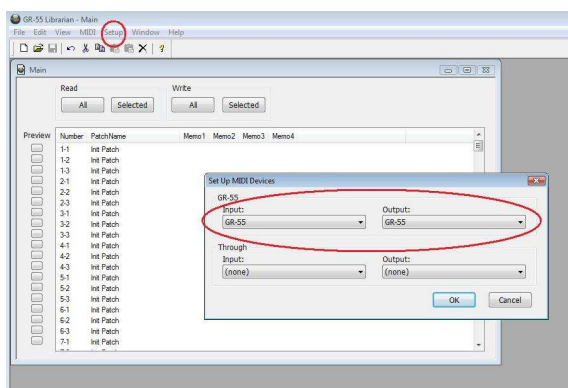 GR-55 Librarian - Main
File Edit View MIDI Setup Window Help
Main
Read Write
All Selected All Selected
Preview Number PatchName Memo1 Memo2 Memo3 Memo4
1-1 Init Patch
1-2 Init Patch
1-3 Init Patch
2-1 Init Patch
2-2 Init Patch
2-3 Init Patch
3-1 Init Patch
3-2 Init Patch
3-3 Init Patch
4-1 Init Patch
4-2 Init Patch
4-3 Init Patch
5-1 Init Patch
5-2 Init Patch
5-3 Init Patch
6-1 Init Patch
6-2 Init Patch
6-3 Init Patch
7-1 Init Patch
Set Up MIDI Devices
GR-55
Input: Output:
GR-55 GR-55
Through
Input: Output:
(none) (none)
OK Cancel